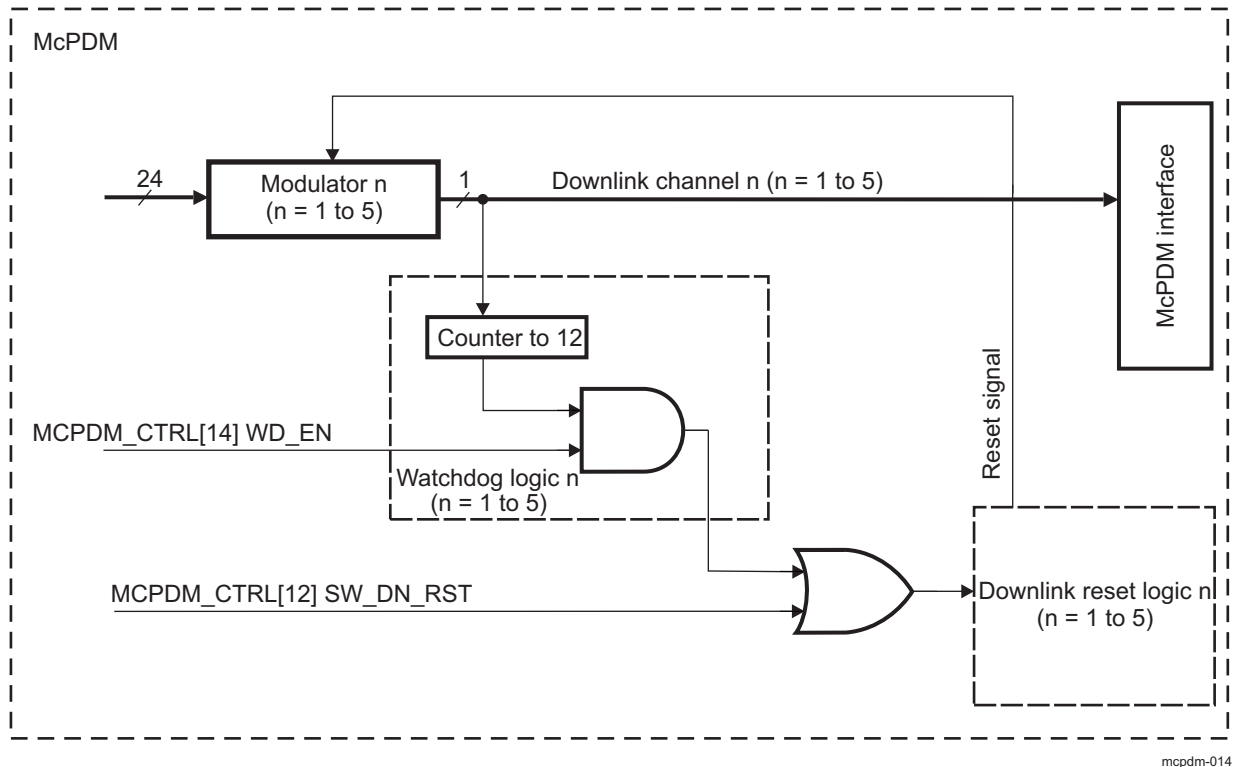 McPDM
24
Modulator n
(n = 1 to 5)
1
Downlink channel n (n = 1 to 5)
McPDM interface
Counter to 12
Reset signal
MCPDM_CTRL[14] WD_EN
Watchdog logic n
(n = 1 to 5)
MCPDM_CTRL[12] SW_DN_RST
Downlink reset logic n
(n = 1 to 5)
mcpdm-014